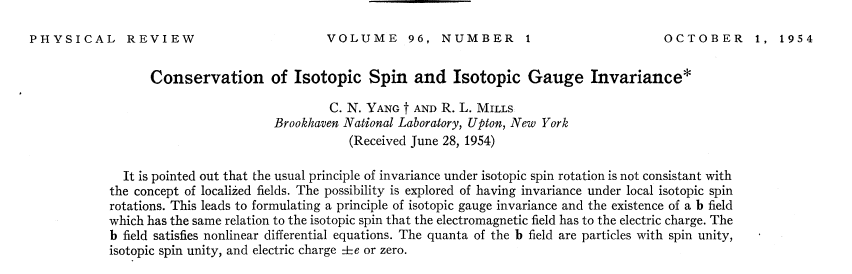 PHYSICAL REVIEW VOLUME 96, NUMBER 1 OCTOBER 1, 1954
Conservation of Isotopic Spin and Isotopic Gauge Invariance*
C. N. YANG † AND R. L. MILLS
Brookhaven National Laboratory, Upton, New York
(Received June 28, 1954)
It is pointed out that the usual principle of invariance under isotopic spin rotation is not consistant with
the concept of localized fields. The possibility is explored of having invariance under local isotopic spin
rotations. This leads to formulating a principle of isotopic gauge invariance and the existence of a b field
which has the same relation to the isotopic spin that the electromagnetic field has to the electric charge. The
b field satisfies nonlinear differential equations. The quanta of the b field are particles with spin unity,
isotopic spin unity, and electric charge ±e or zero.